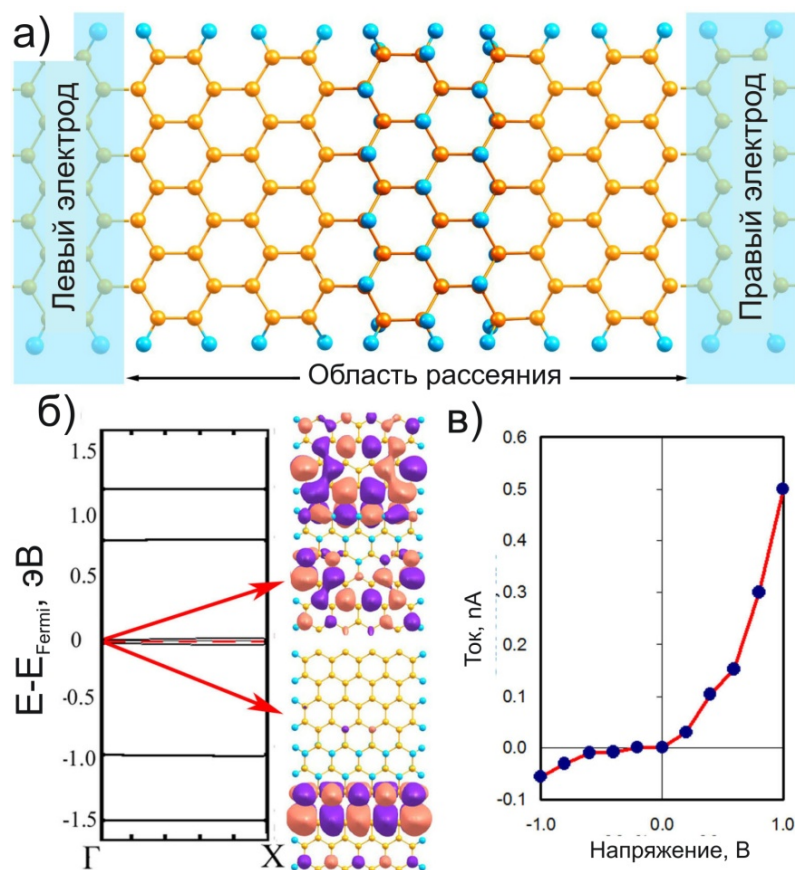 а)
Левый электрод
Правый электрод
Область рассеяния
б)
E-E_Fermi, эВ
1.5
1.0
0.5
0
-0.5
-1.0
-1.5
Г
X
в)
Ток, nA
0.6
0.5
0.4
0.3
0.2
0.1
0.0
-0.1
-1.0
0.0
1.0
Напряжение, В